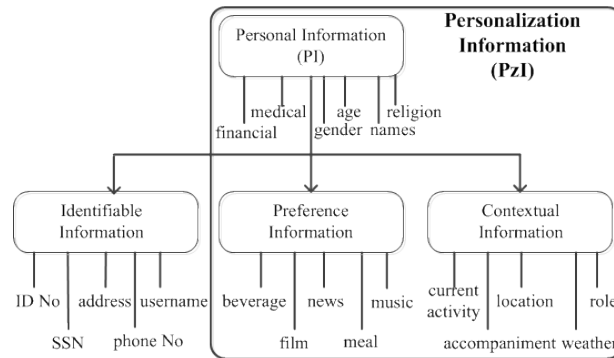 Personalization
Information
(PzI)
Personal Information
(PI)
medical age religion
financial gender names
Identifiable
Information
Preference
Information
Contextual
Information
ID No address username
SSN phone No
beverage news music
film meal
current
activity
location role
accompaniment weather